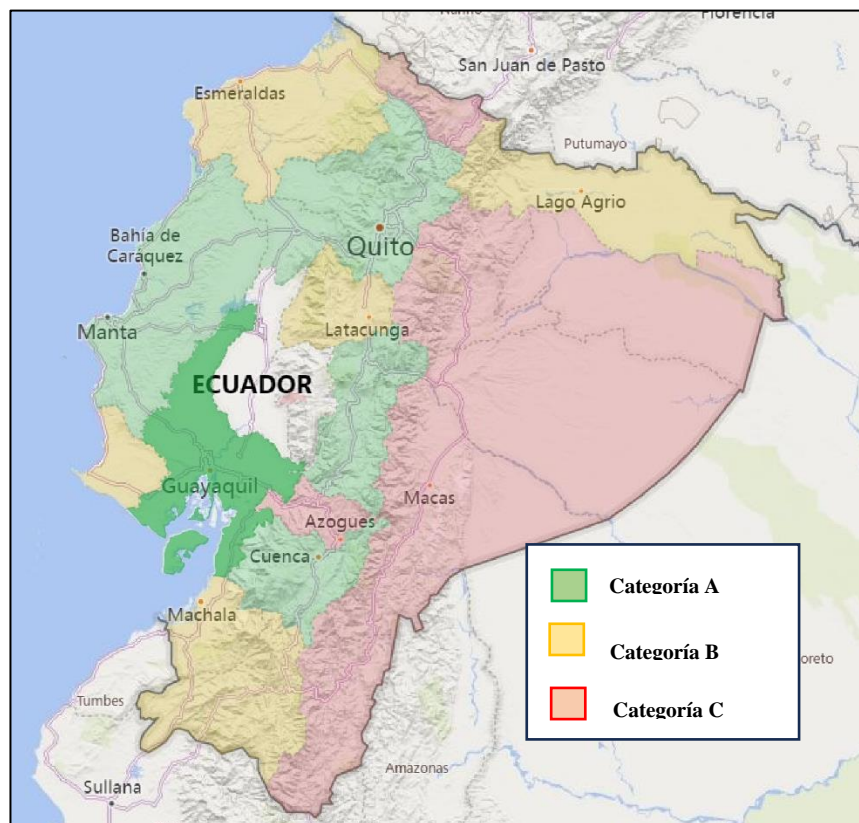 Florencia
San Juan de Pasto
Esmeraldas
Putumayo
Lago Agrio
Bahía de
Caráquez
Quito
Manta
Latacunga
ECUADOR
Guayaquil
Macas
Azogues
Cuenca
Machala
Categoría A
Categoría B
Categoría C
oreto
Tumbes
Amazonas
Sullana